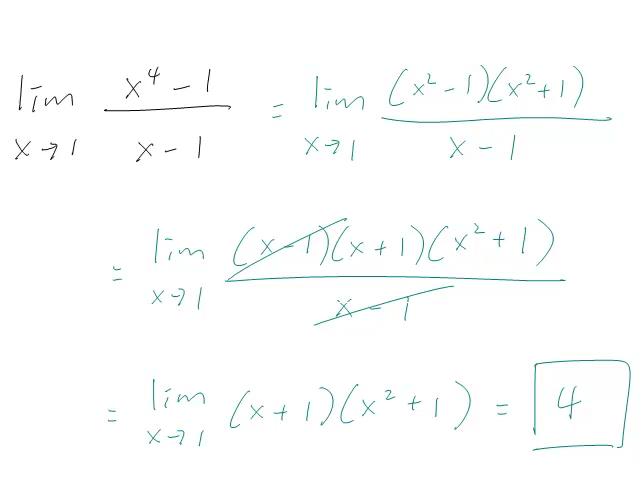 lim x→1 (x⁴ − 1)/(x − 1) = lim x→1 (x² − 1)(x² + 1)/(x − 1)
= lim x→1 (x − 1)(x + 1)(x² + 1)/(x − 1)
= lim x→1 (x + 1)(x² + 1) = 4